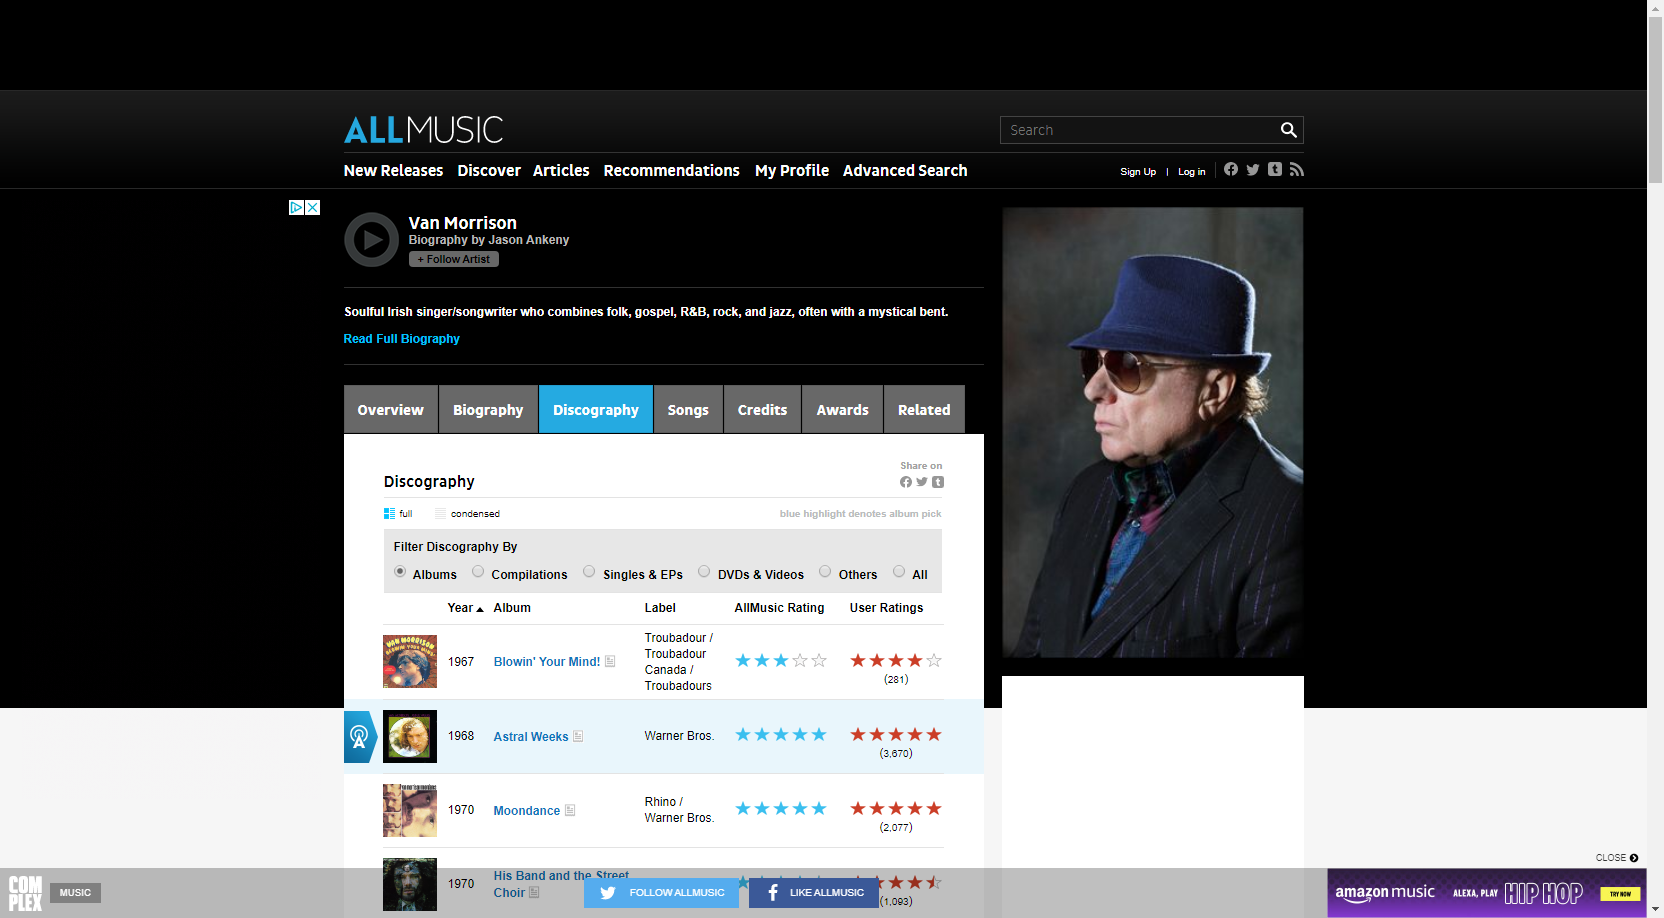 ALLMUSIC
Search
New Releases Discover Articles Recommendations My Profile Advanced Search
Sign Up | Log in
Van Morrison
Biography by Jason Ankeny
+ Follow Artist
Soulful Irish singer/songwriter who combines folk, gospel, R&B, rock, and jazz, often with a mystical bent.
Read Full Biography
Overview Biography Discography Songs Credits Awards Related
Share on
Discography
full condensed blue highlight denotes album pick
Filter Discography By
Albums Compilations Singles & EPs DVDs & Videos Others All
Year Album Label AllMusic Rating User Ratings
VAN MORRISON
BLOWIN' YOUR MIND!
1967 Blowin' Your Mind!
Troubadour /
Troubadour
Canada /
Troubadours
(281)
1968 Astral Weeks Warner Bros.
(3,670)
1970 Moondance
Rhino /
Warner Bros.
(2,077)
1970
His Band and the Street
Choir
(1,093)
CLOSE
COMPLEX
MUSIC
FOLLOW ALLMUSIC
LIKE ALLMUSIC
amazon music ALEXA, PLAY HIP HOP TRY NOW